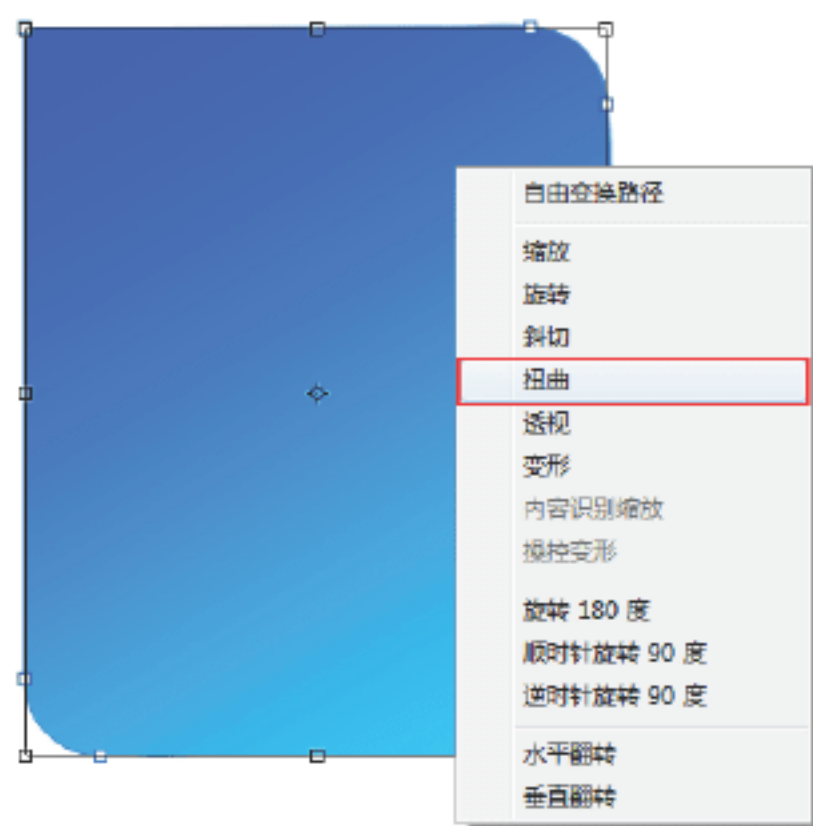 自由变换路径
缩放
旋转
斜切
扭曲
透视
变形
内容识别缩放
操控变形
旋转 180 度
顺时针旋转 90 度
逆时针旋转 90 度
水平翻转
垂直翻转